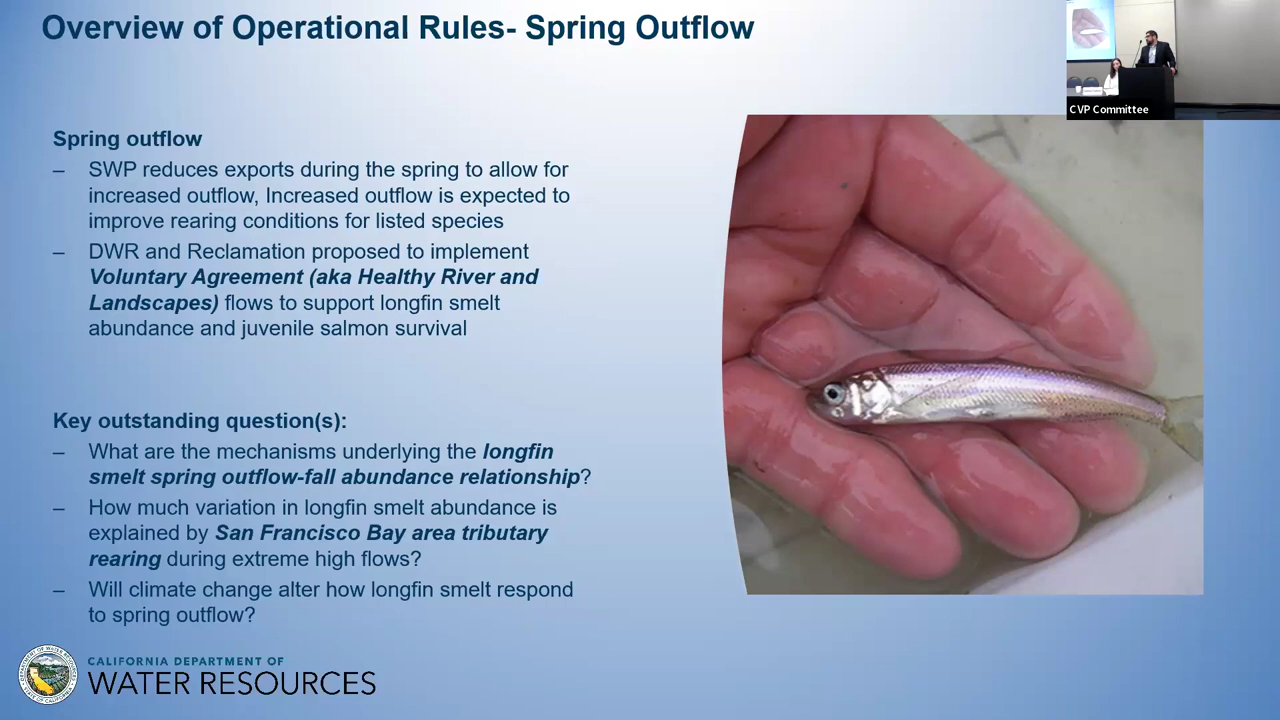 Overview of Operational Rules- Spring Outflow
CVP Committee
Spring outflow
– SWP reduces exports during the spring to allow for
increased outflow, Increased outflow is expected to
improve rearing conditions for listed species
– DWR and Reclamation proposed to implement
Voluntary Agreement (aka Healthy River and
Landscapes) flows to support longfin smelt
abundance and juvenile salmon survival
Key outstanding question(s):
– What are the mechanisms underlying the longfin
smelt spring outflow-fall abundance relationship?
– How much variation in longfin smelt abundance is
explained by San Francisco Bay area tributary
rearing during extreme high flows?
– Will climate change alter how longfin smelt respond
to spring outflow?
CALIFORNIA DEPARTMENT OF
WATER RESOURCES